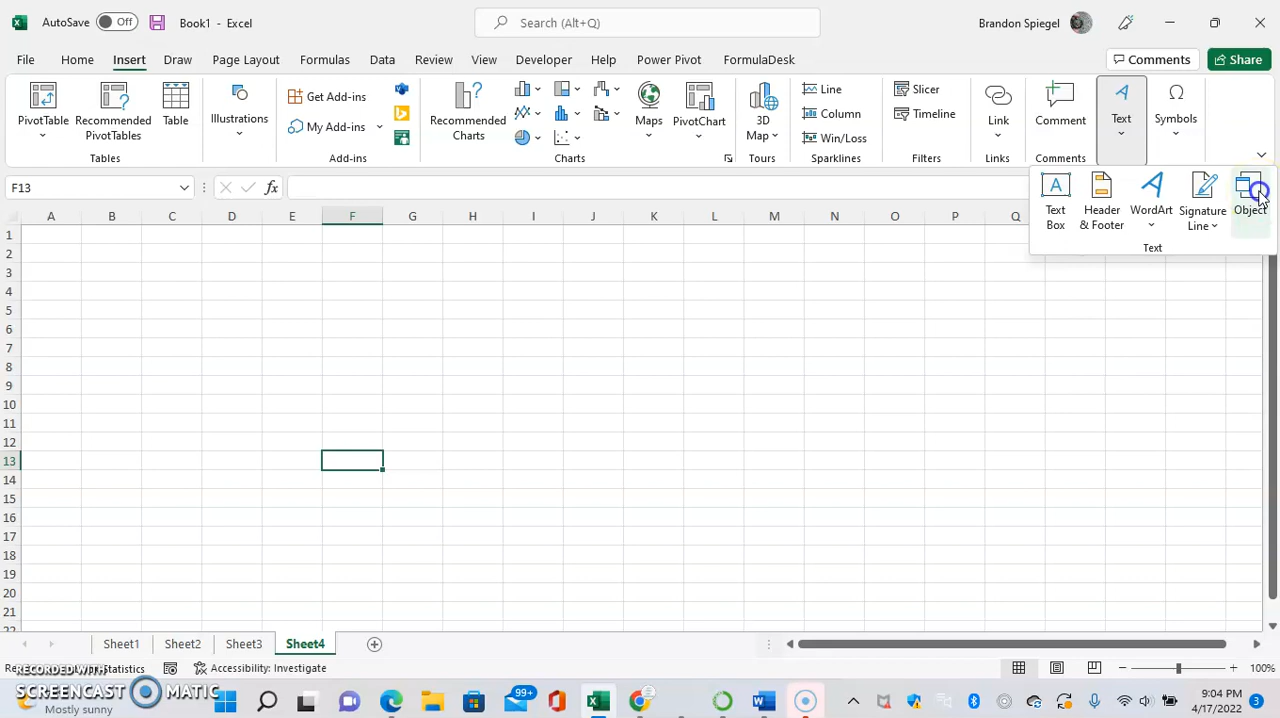 AutoSave Off Book1 - Excel Search (Alt+Q) Brandon Spiegel
File Home Insert Draw Page Layout Formulas Data Review View Developer Help Power Pivot FormulaDesk Comments Share
PivotTable Recommended PivotTables Table Illustrations Get Add-ins My Add-ins Recommended Charts Maps PivotChart 3D Map Line Column Win/Loss Slicer Timeline Link Comment Text Symbols
Tables Add-ins Charts Tours Sparklines Filters Links Comments
F13 fx
Text Box Header & Footer WordArt Signature Line Object
Text
A B C D E F G H I J K L M N O P Q
1
2
3
4
5
6
7
8
9
10
11
12
13
14
15
16
17
18
19
20
21
22
Sheet1 Sheet2 Sheet3 Sheet4
Accessibility: Investigate 100%
RECORDED WITH
SCREENCAST MATIC
Mostly sunny
99+
9:04 PM
4/17/2022
3